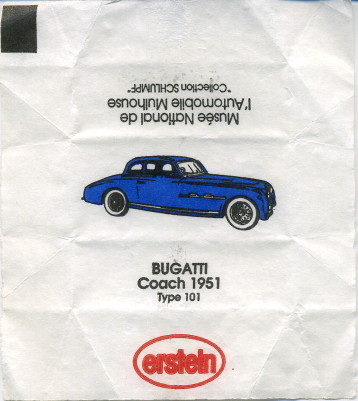 Musée National de
l'Automobile Mulhouse
"Collection SCHLUMPF"
BUGATTI
Coach 1951
Type 101
erstein